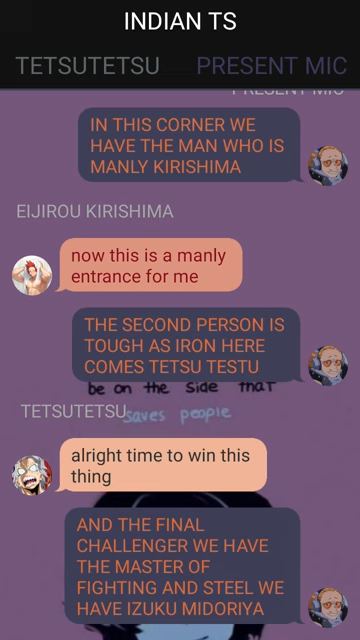 INDIAN TS
TETSUTETSU PRESENT MIC
PRESENT MIC
IN THIS CORNER WE
HAVE THE MAN WHO IS
MANLY KIRISHIMA
EIJIROU KIRISHIMA
now this is a manly
entrance for me
THE SECOND PERSON IS
TOUGH AS IRON HERE
COMES TETSU TESTU
be on the side that
TETSUTETSU
saves people
alright time to win this
thing
AND THE FINAL
CHALLENGER WE HAVE
THE MASTER OF
FIGHTING AND STEEL WE
HAVE IZUKU MIDORIYA